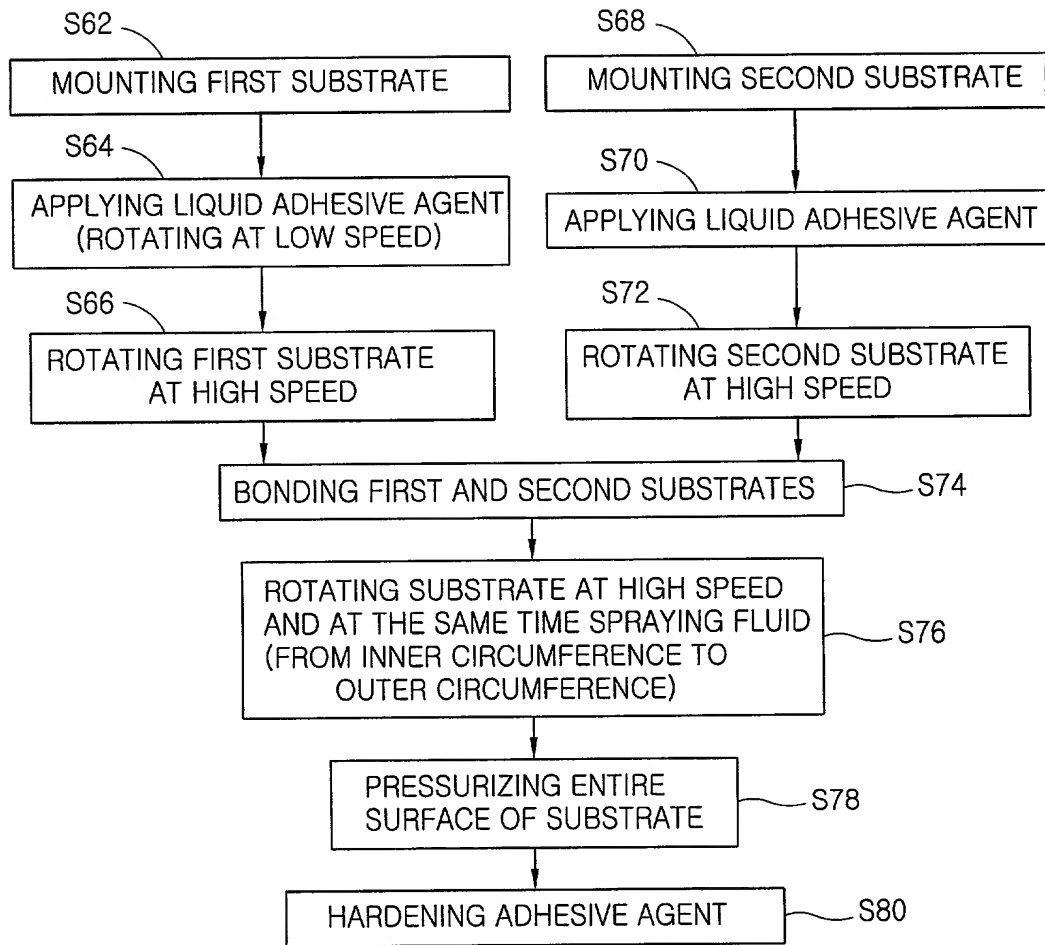 S62
MOUNTING FIRST SUBSTRATE
S64
APPLYING LIQUID ADHESIVE AGENT
(ROTATING AT LOW SPEED)
S66
ROTATING FIRST SUBSTRATE
AT HIGH SPEED
S68
MOUNTING SECOND SUBSTRATE
S70
APPLYING LIQUID ADHESIVE AGENT
S72
ROTATING SECOND SUBSTRATE
AT HIGH SPEED
BONDING FIRST AND SECOND SUBSTRATES
S74
ROTATING SUBSTRATE AT HIGH SPEED
AND AT THE SAME TIME SPRAYING FLUID
(FROM INNER CIRCUMFERENCE TO
OUTER CIRCUMFERENCE)
S76
PRESSURIZING ENTIRE
SURFACE OF SUBSTRATE
S78
HARDENING ADHESIVE AGENT
S80